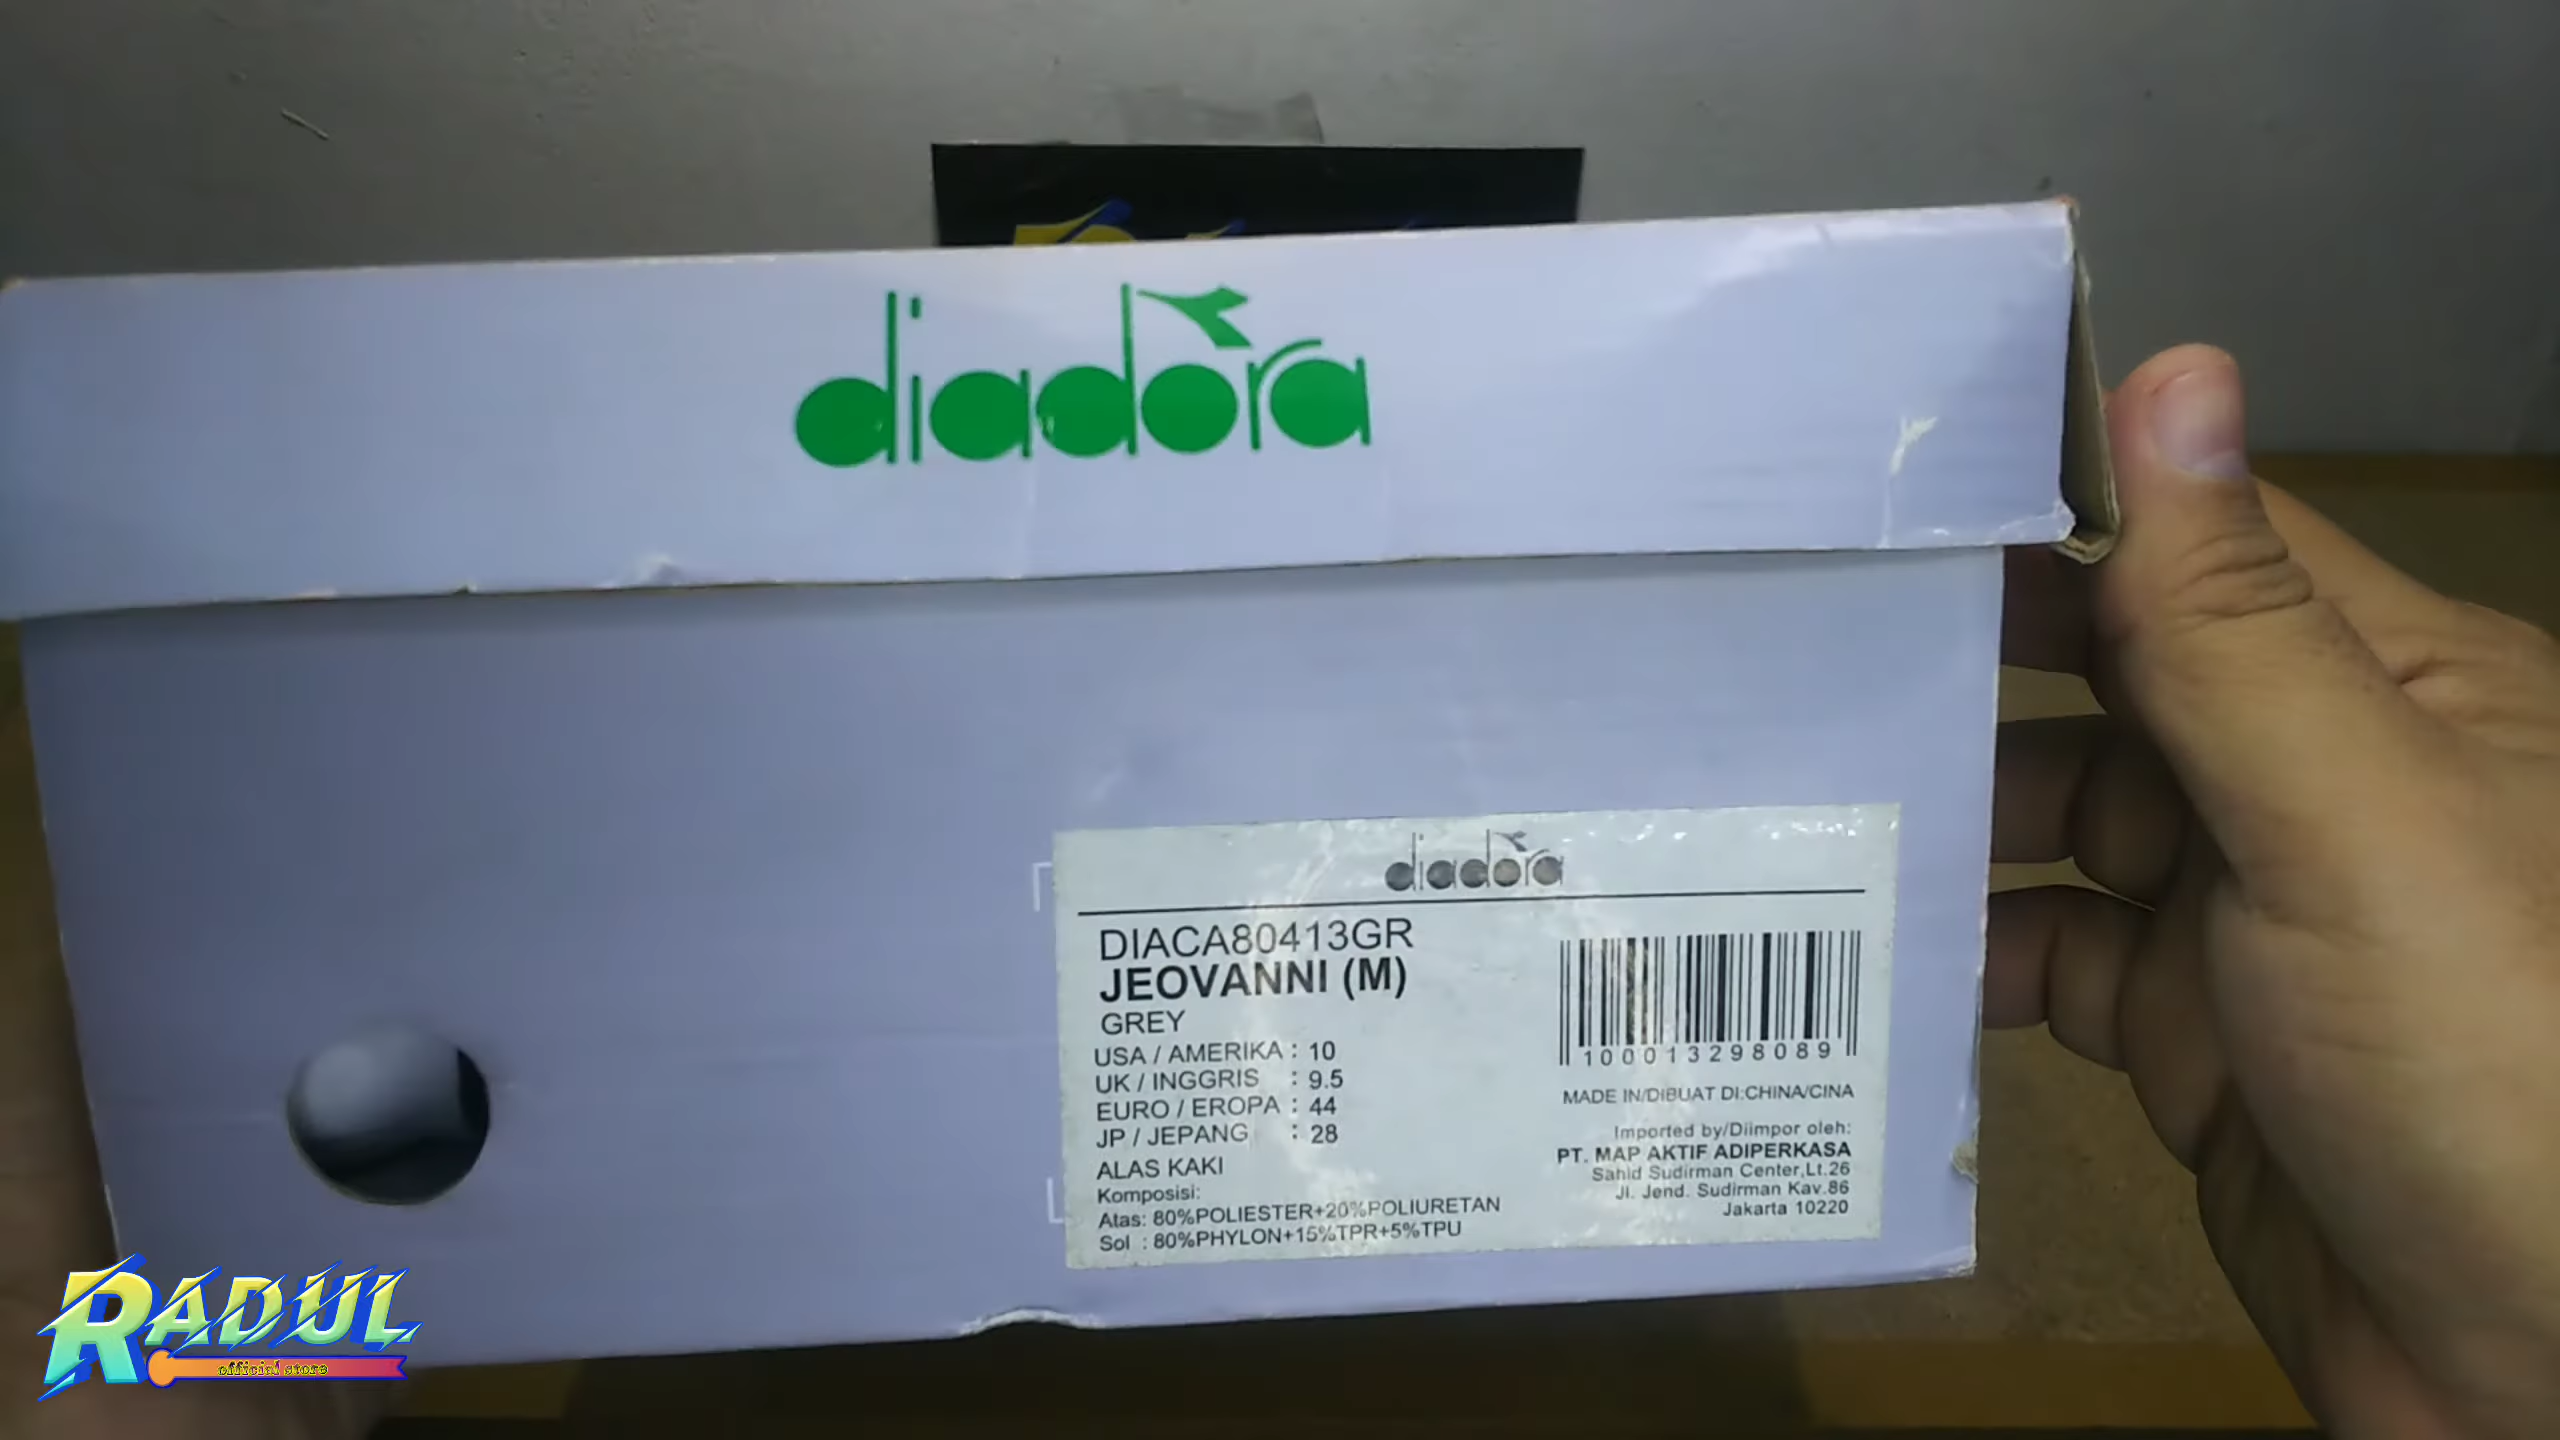 diadora
diadora
DIACA80413GR
JEOVANNI (M)
GREY
USA / AMERIKA : 10
UK / INGGRIS : 9.5
EURO / EROPA : 44
JP / JEPANG : 28
ALAS KAKI
Komposisi:
Atas: 80%POLIESTER+20%POLIURETAN
Sol : 80%PHYLON+15%TPR+5%TPU
100013298089
MADE IN/DIBUAT DI:CHINA/CINA
Imported by/Diimpor oleh:
PT. MAP AKTIF ADIPERKASA
Sahid Sudirman Center,Lt.26
Jl. Jend. Sudirman Kav.86
Jakarta 10220
RADUL
official store